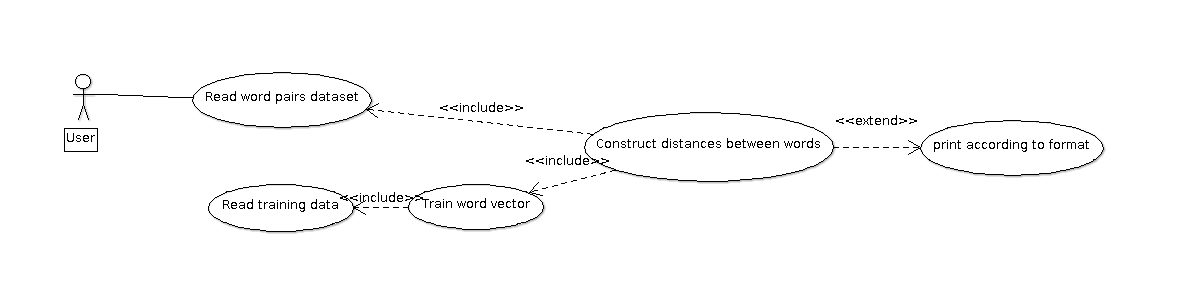 Read word pairs dataset
<<include>>
<<extend>>
User
Construct distances between words
print according to format
<<include>>
Read training data
<<include>>
Train word vector